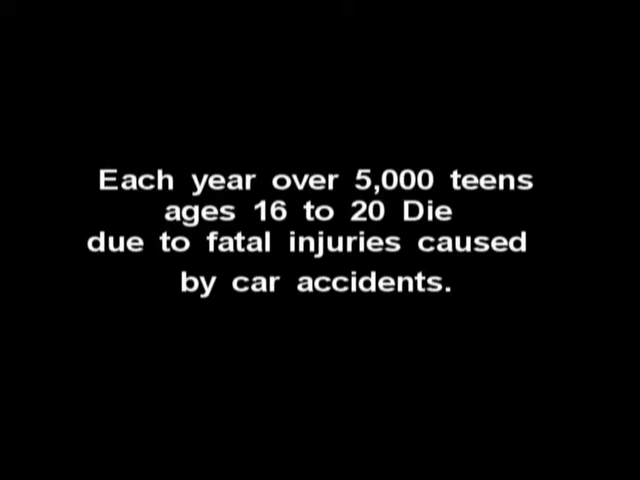 Each year over 5,000 teens
ages 16 to 20 Die
due to fatal injuries caused
by car accidents.